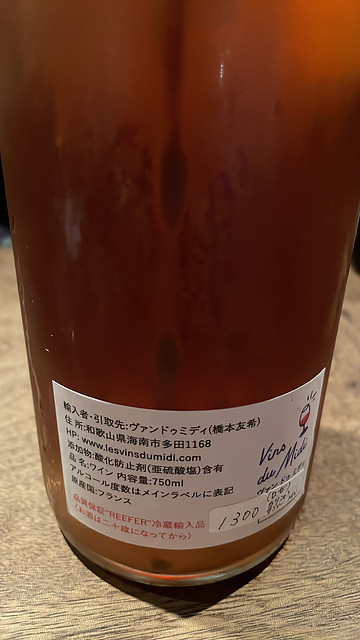 輸入者・引取先:ヴァンドゥミディ(橋本友希)
住 所:和歌山県海南市多田1168
HP: www.lesvinsdumidi.com
添加物:酸化防止剤(亜硫酸塩)含有
品 名:ワイン 内容量:750ml
アルコール度数はメインラベルに表記
原産国:フランス
品質保証"REEFER"冷蔵輸入品
(お酒は二十歳になってから)
Vins
du Midi
ヴァン ドゥ ミディ
1300